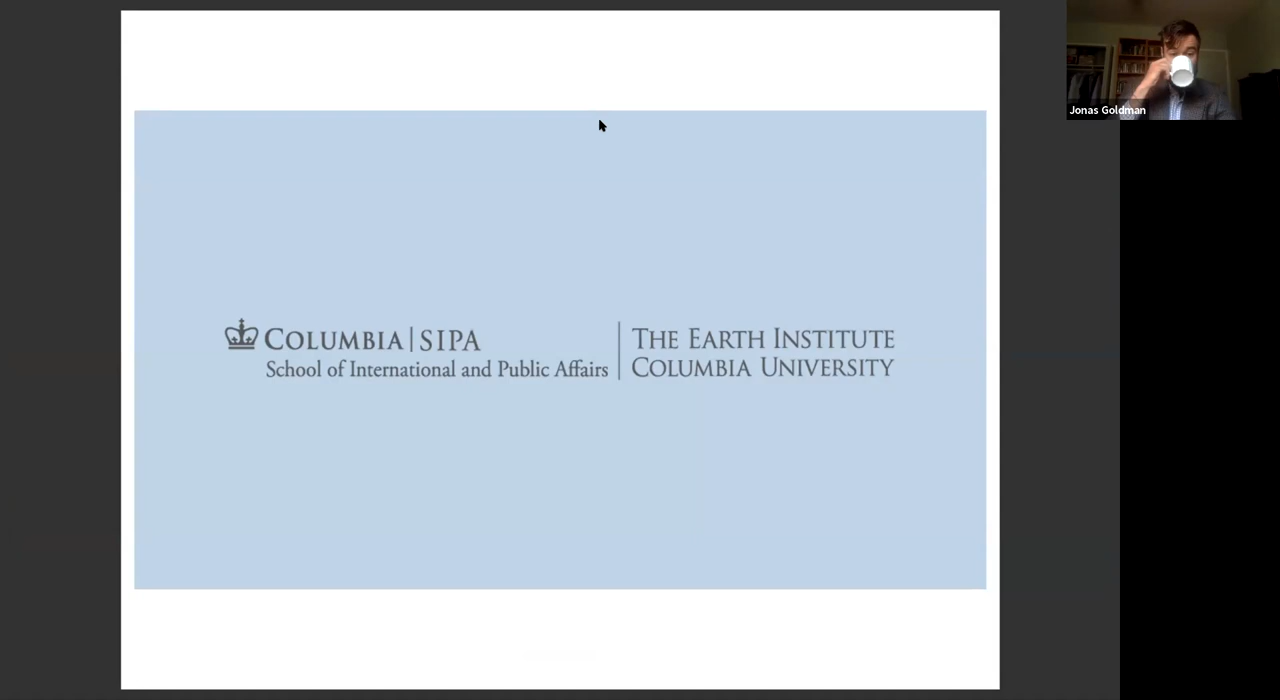 COLUMBIA | SIPA
School of International and Public Affairs
THE EARTH INSTITUTE
COLUMBIA UNIVERSITY
Jonas Goldman